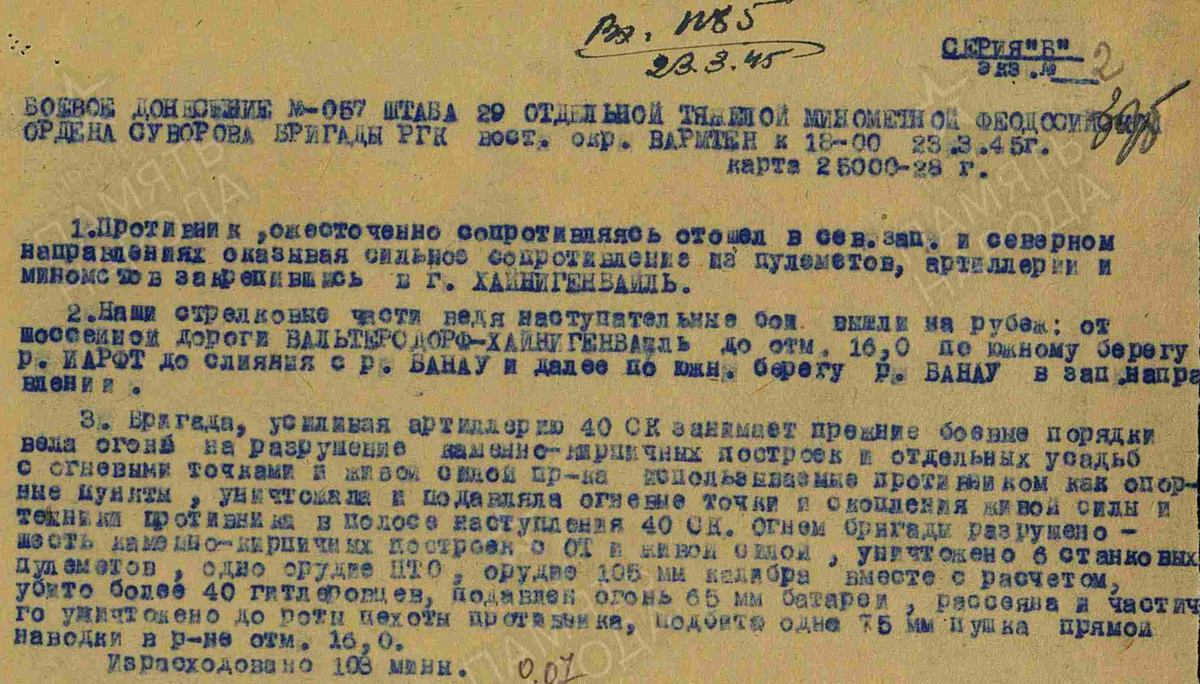 Вх. №85
23.3.45
СЕРИЯ"Б"
экз.№ 2
БОЕВОЕ ДОНЕСЕНИЕ №-057 ШТАБА 29 ОТДЕЛЬНОЙ ТЯЖЕЛОЙ МИНОМЕТНОЙ
ОРДЕНА СУВОРОВА БРИГАДЫ РГК вост. окр. ВАРМТЕН к 18-00 23.3.45г.
карта 25000-28 г.
1.Противник ,ожесточенно сопротивляясь отошел в сев.зап. и северном
направлениях оказывая сильное сопротивление из пулеметов, артиллерии и
минометов закрепившись в г. ХАЙНИГЕНБАЙЛЬ.
2.Наши стрелковые части ведя наступательные бои вышли на рубеж: от
шоссейной дороги ВАЛЬТЕРСДОРФ-ХАЙНИГЕНБАЙЛЬ до отм. 16,0 по южному берегу
р. ИАРФТ до слияния с р. БАНАУ и далее по южн. берегу р. БАНАУ в зап.напра
влении.
3. Бригада, усиливая артиллерию 40 СК занимает прежние боевые порядки
вела огонь на разрушение каменно-кирпичных построек и отдельных усадьб
с огневыми точками и живой силой пр-ка используемые противником как опор-
ные пункты , уничтожала и подавляла огневые точки и скопления живой силы и
техники противника в полосе наступления 40 СК. Огнем бригады разрушено -
шесть каменно-кирпичных построек с ОТ и живой силой , уничтожено 6 станковых
пулеметов , одно орудие ПТО , орудие 105 мм калибра вместе с расчетом,
убито более 40 гитлеровцев, подавлен огонь 65 мм батареи , рассеяна и частич
го уничтожено до роты пехоты противника, подбита одна 75 мм пушка прямой
наводки в р-не отм. 16,0.
Израсходовано 108 мины. 0.07
ПАМЯТЬ НАРОДА